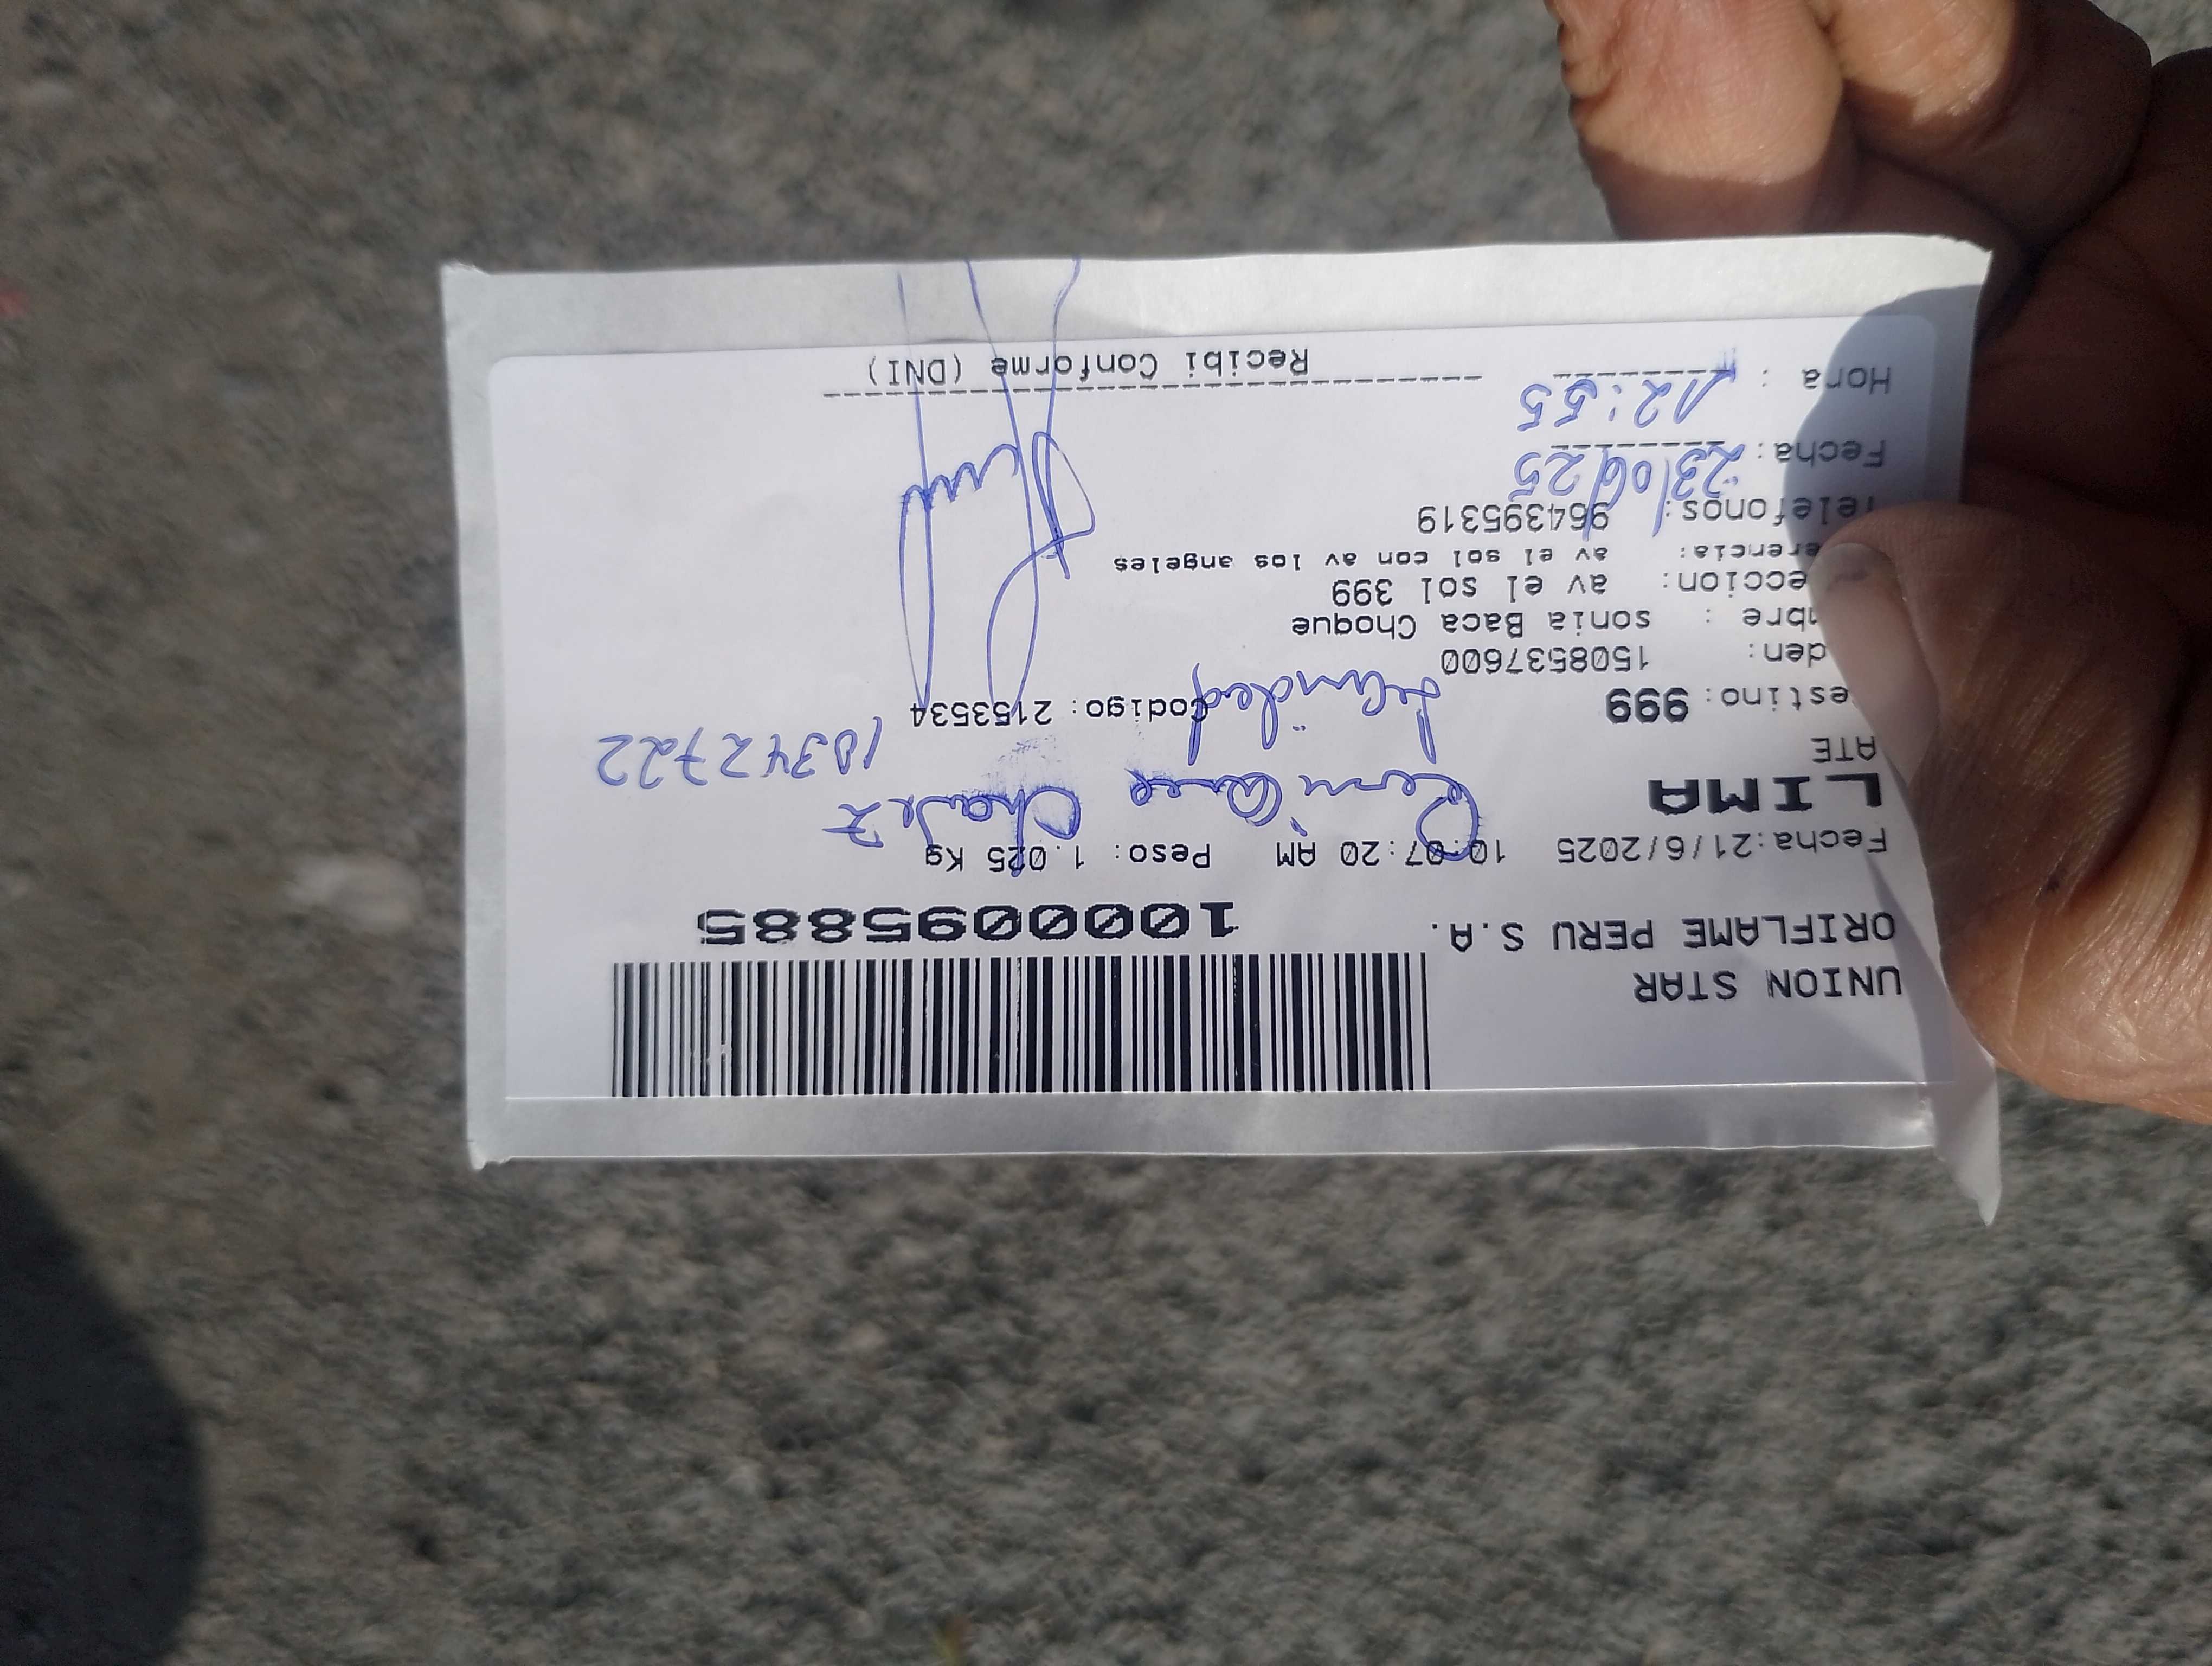 UNION STAR
ORIFLAME PERU S.A.
1000095885
Fecha:21/6/2025 10:07:20 AM Peso: 1.025 Kg
LIMA
Chavez
ATE
10342722
estino: 999 Codigo: 2153534
den: 1508537600
mbre : sonia Baca Choque
eccion: av el sol 399
erencia: av el sol con av los angeles
Telefonos: 964395319
Fecha: 23/06/25
Hora : 12:55
Recibi Conforme (DNI)